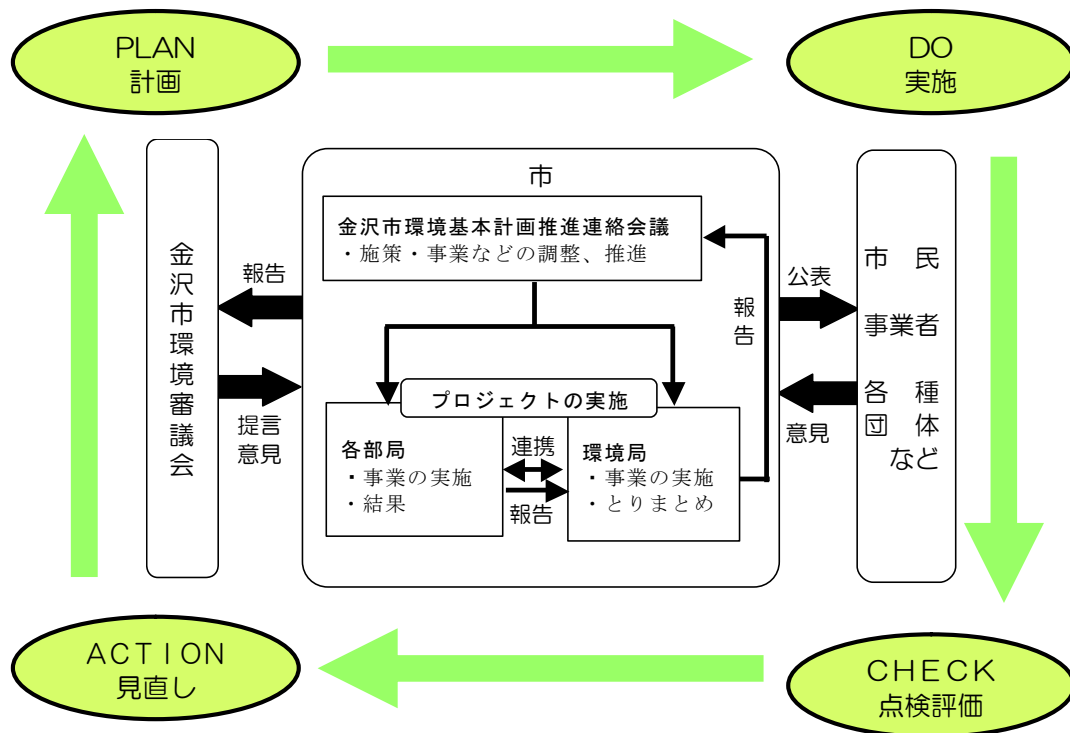 PLAN
計画
DO
実施
金沢市環境審議会
報告
提言
意見
市
金沢市環境基本計画推進連絡会議
・施策・事業などの調整、推進
報告
プロジェクトの実施
各部局
・事業の実施
・結果
連携
報告
環境局
・事業の実施
・とりまとめ
公表
意見
市　民
事業者
各　種
団　体
など
ACTION
見直し
CHECK
点検評価